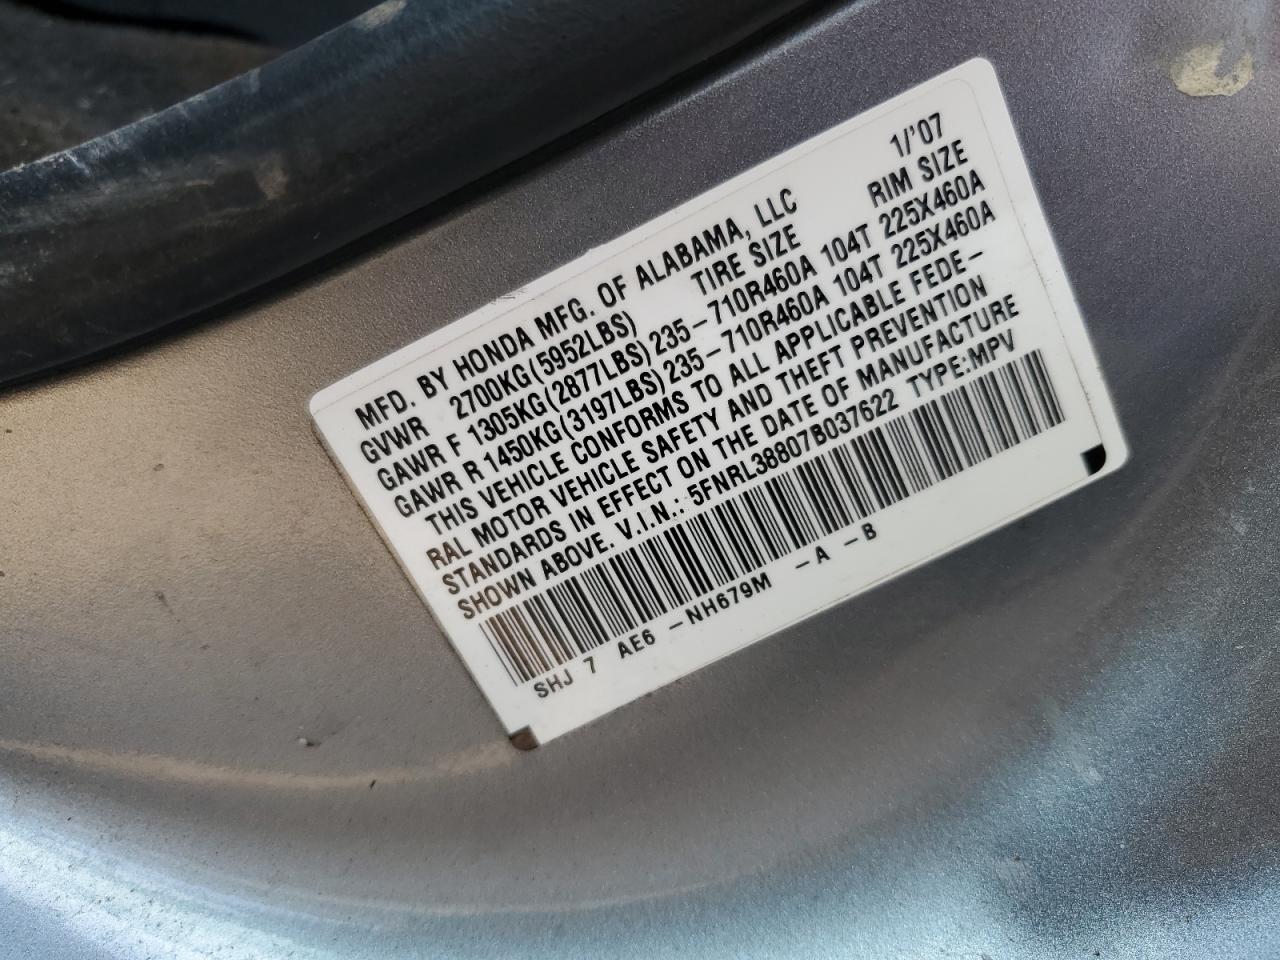 MFD. BY HONDA MFG. OF ALABAMA, LLC 1/'07
GVWR 2700KG(5952LBS) TIRE SIZE RIM SIZE
GAWR F 1305KG(2877LBS)235-710R460A 104T 225X460A
GAWR R 1450KG(3197LBS)235-710R460A 104T 225X460A
THIS VEHICLE CONFORMS TO ALL APPLICABLE FEDE-
RAL MOTOR VEHICLE SAFETY AND THEFT PREVENTION
STANDARDS IN EFFECT ON THE DATE OF MANUFACTURE
SHOWN ABOVE. V.I.N.: 5FNRL38807B037622 TYPE:MPV
SHJ 7 AE6 -NH679M -A -B